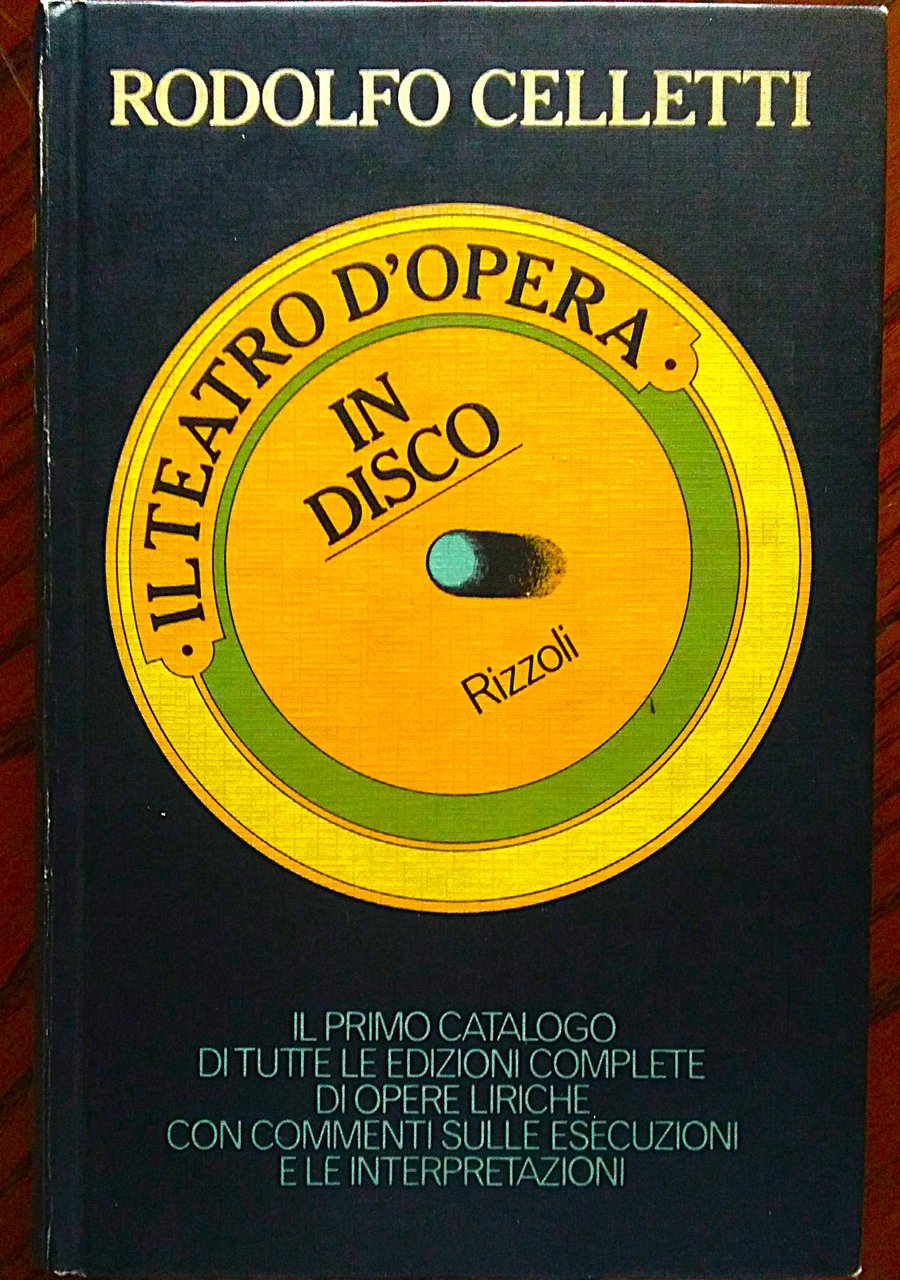 RODOLFO CELLETTI
• IL TEATRO D'OPERA •
IN
DISCO
Rizzoli
IL PRIMO CATALOGO
DI TUTTE LE EDIZIONI COMPLETE
DI OPERE LIRICHE
CON COMMENTI SULLE ESECUZIONI
E LE INTERPRETAZIONI